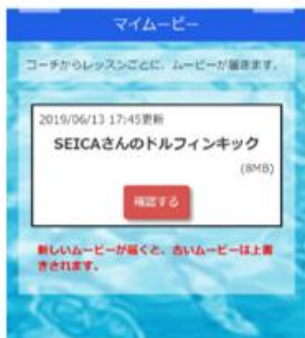 マイムービー
コーチからレッスンごとに、ムービーが届きます。
2019/06/13 17:45更新
SEICAさんのドルフィンキック
(8MB)
確認する
新しいムービーが届くと、古いムービーは上書
きされます。